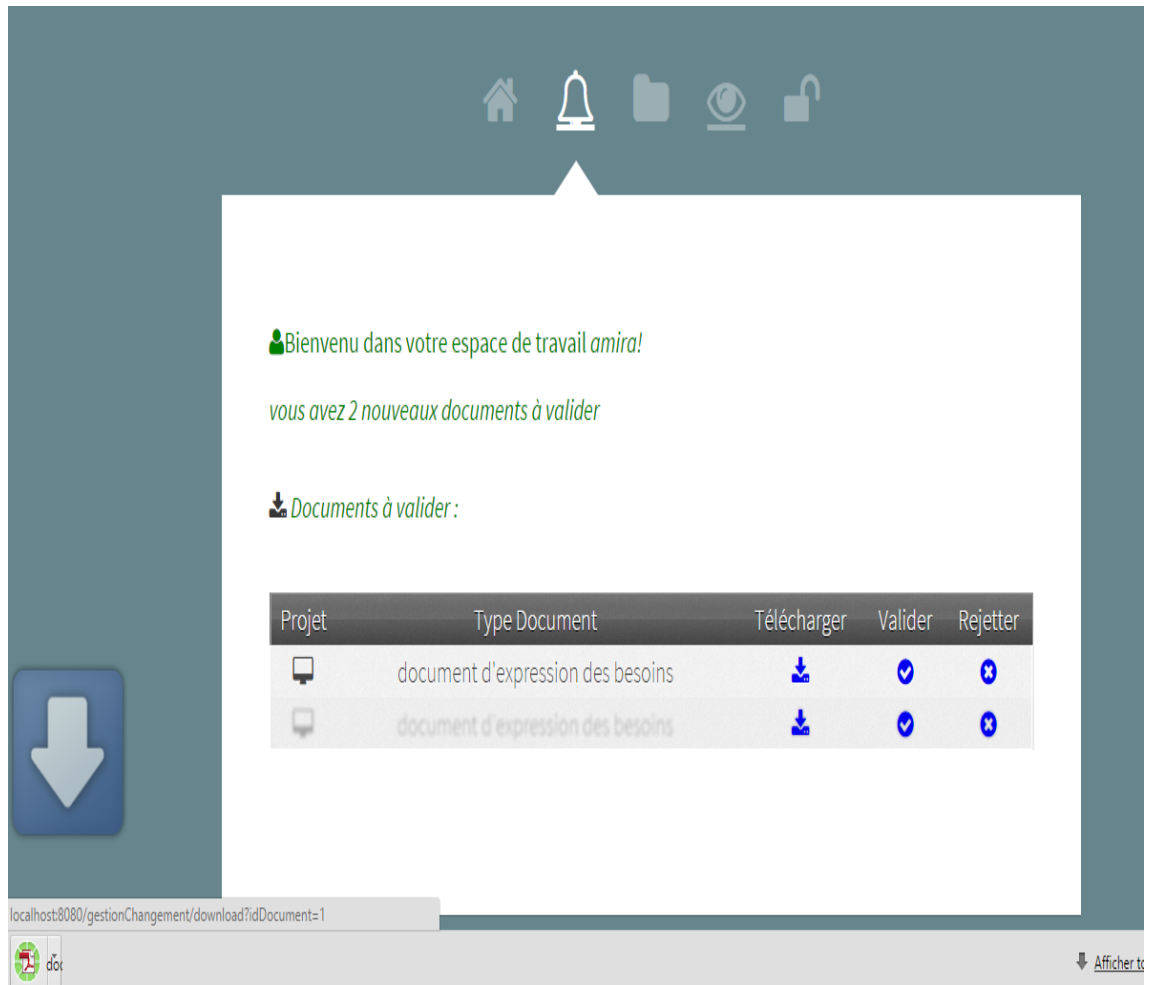 Bienvenu dans votre espace de travail amira!
vous avez 2 nouveaux documents à valider
Documents à valider :
Projet Type Document Télécharger Valider Rejetter
document d'expression des besoins
document d'expression des besoins
localhost:8080/gestionChangement/download?idDocument=1
Afficher